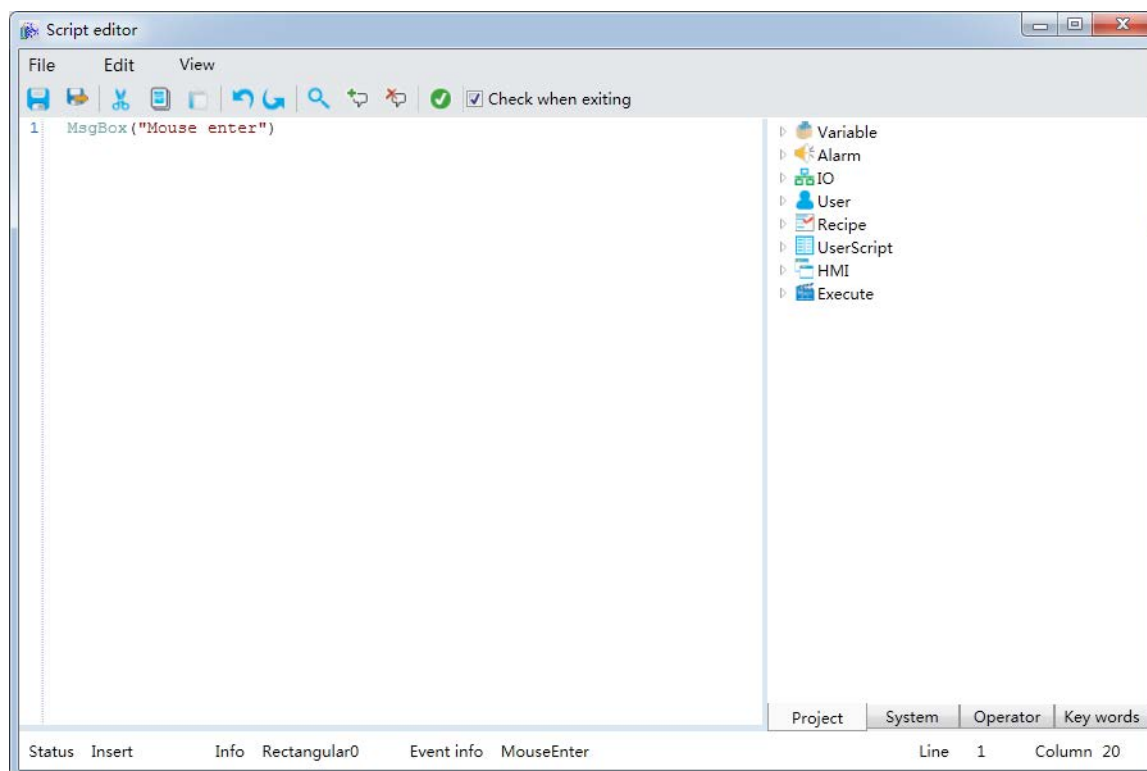 Script editor
File Edit View
Check when exiting
1 MsgBox("Mouse enter")
Variable
Alarm
IO
User
Recipe
UserScript
HMI
Execute
Project System Operator Key words
Status Insert Info Rectangular0 Event info MouseEnter Line 1 Column 20